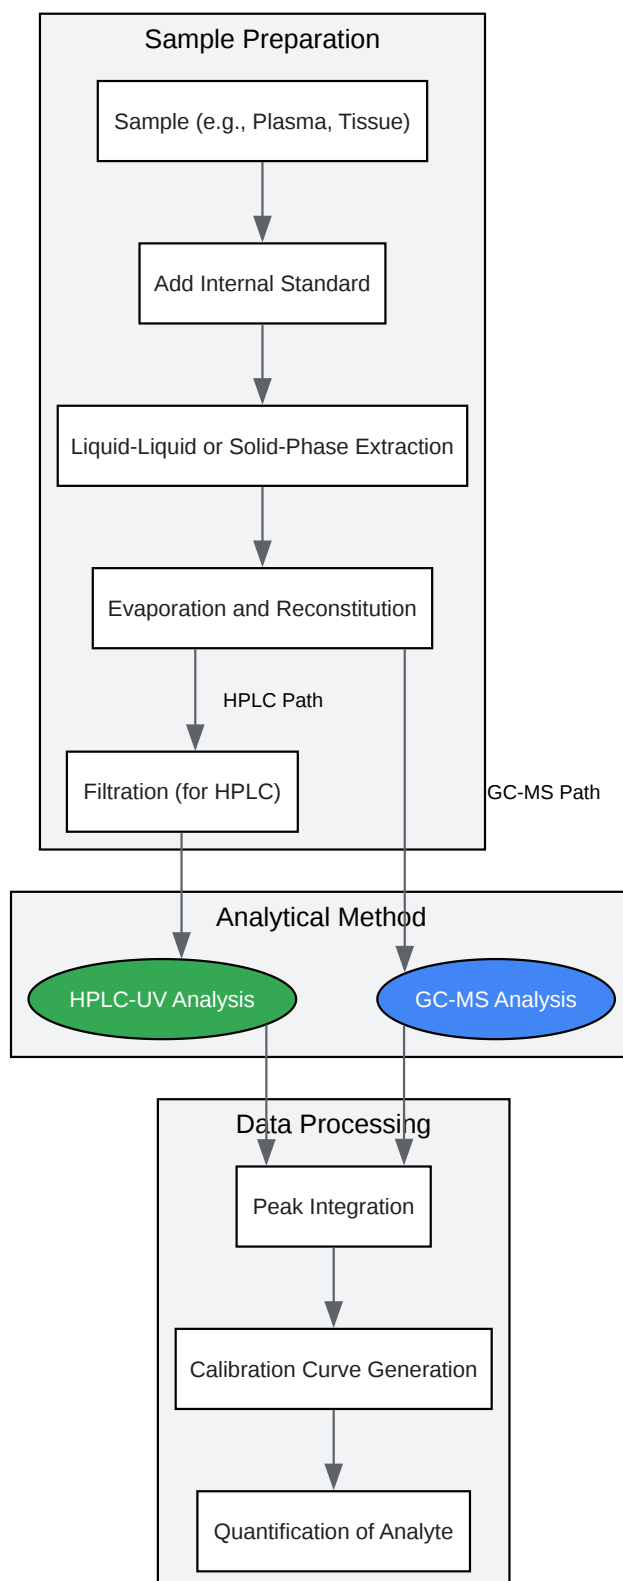 Sample Preparation
Sample (e.g., Plasma, Tissue)
Add Internal Standard
Liquid-Liquid or Solid-Phase Extraction
Evaporation and Reconstitution
HPLC Path
Filtration (for HPLC)
GC-MS Path
Analytical Method
HPLC-UV Analysis
GC-MS Analysis
Data Processing
Peak Integration
Calibration Curve Generation
Quantification of Analyte